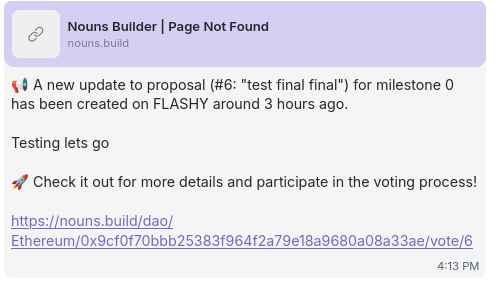 Nouns Builder | Page Not Found
nouns.build
📢 A new update to proposal (#6: "test final final") for milestone 0
has been created on FLASHY around 3 hours ago.
Testing lets go
🚀 Check it out for more details and participate in the voting process!
https://nouns.build/dao/
Ethereum/0x9cf0f70bbb25383f964f2a79e18a9680a08a33ae/vote/6
4:13 PM